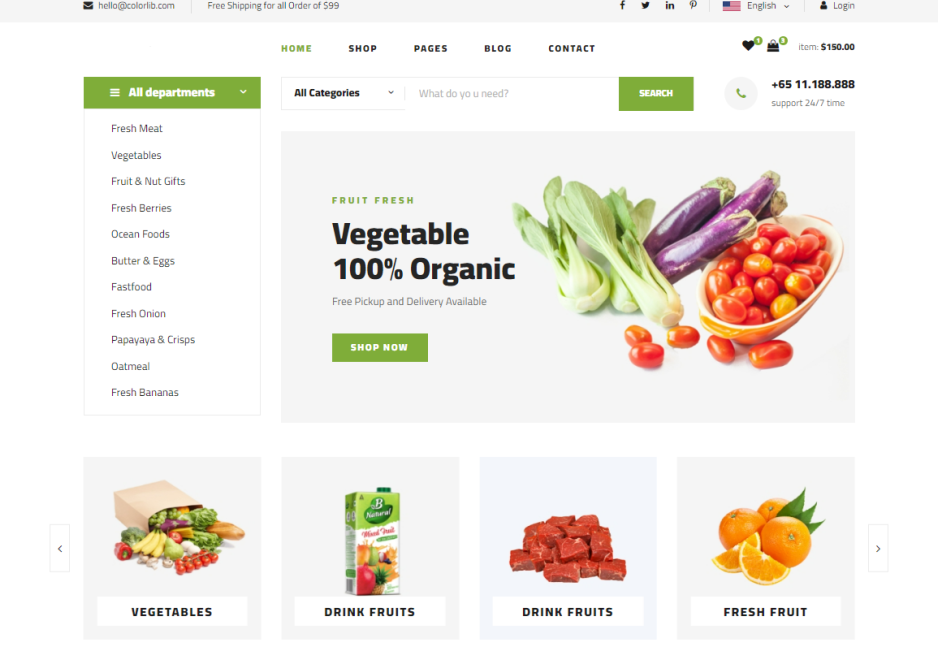 hello@colorlib.com
Free Shipping for all Order of $99
English
Login
HOME
SHOP
PAGES
BLOG
CONTACT
1
3
item: $150.00
All departments
All Categories
What do yo u need?
SEARCH
+65 11.188.888
support 24/7 time
Fresh Meat
Vegetables
Fruit & Nut Gifts
Fresh Berries
Ocean Foods
Butter & Eggs
Fastfood
Fresh Onion
Papayaya & Crisps
Oatmeal
Fresh Bananas
FRUIT FRESH
Vegetable
100% Organic
Free Pickup and Delivery Available
SHOP NOW
B
Natural
VEGETABLES
DRINK FRUITS
DRINK FRUITS
FRESH FRUIT